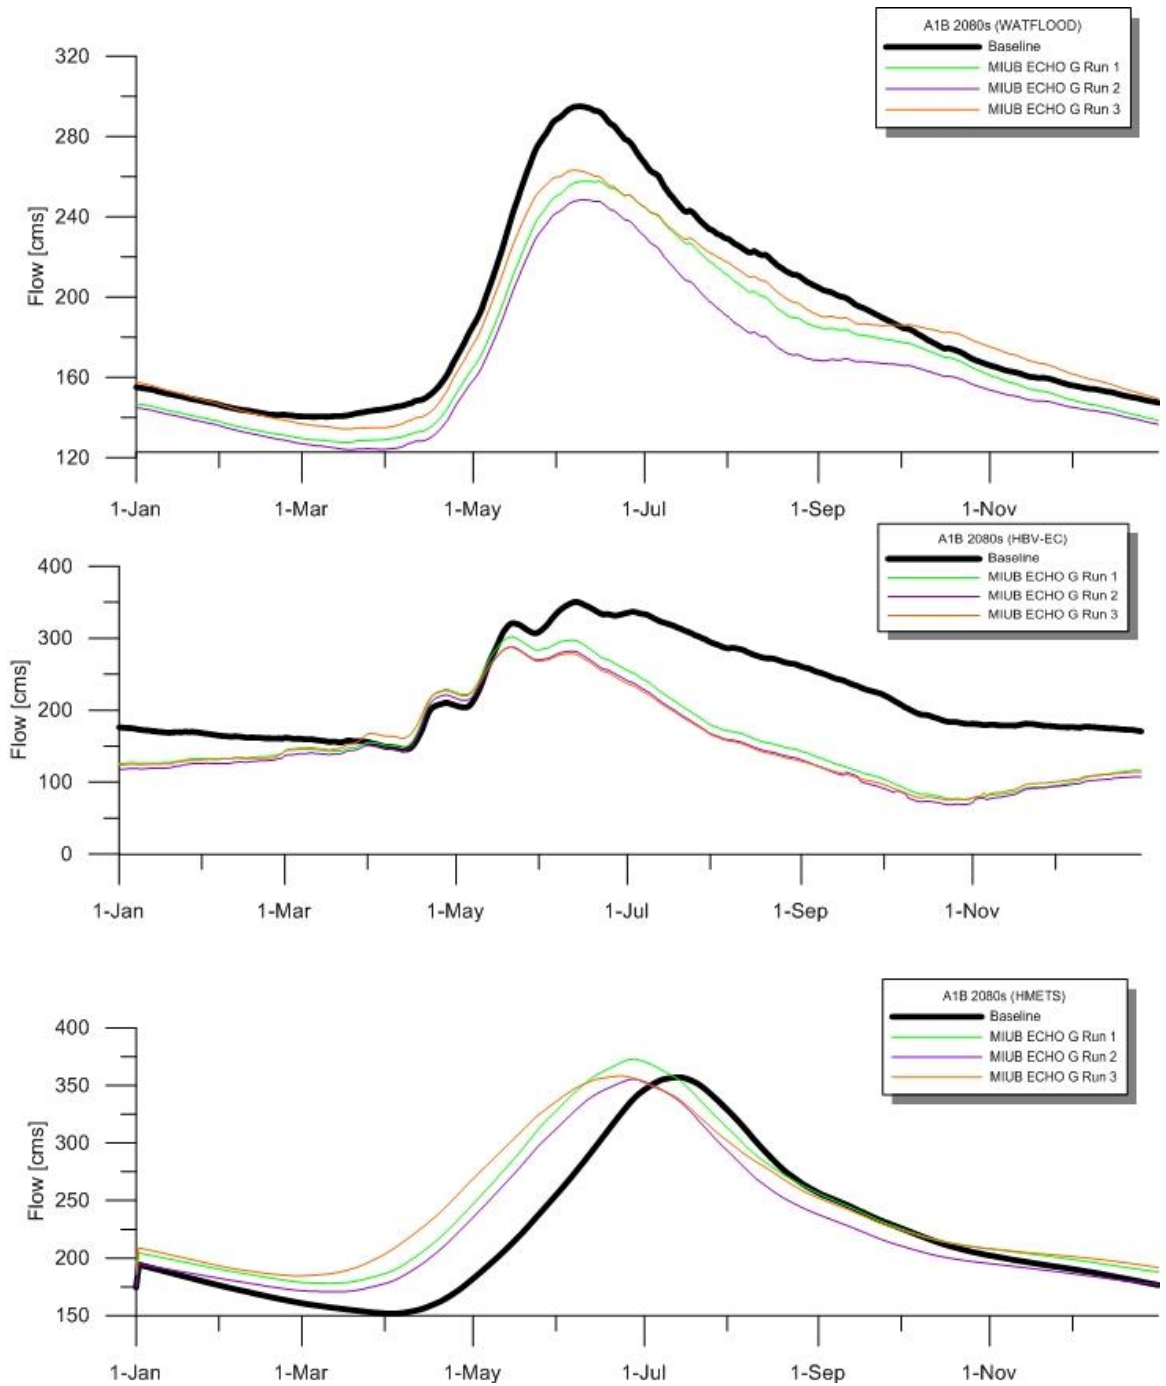 A1B 2080s (WATFLOOD)
Baseline
MIUB ECHO G Run 1
MIUB ECHO G Run 2
MIUB ECHO G Run 3
320
280
240
200
160
120
Flow [cms]
1-Jan 1-Mar 1-May 1-Jul 1-Sep 1-Nov
A1B 2080s (HBV-EC)
Baseline
MIUB ECHO G Run 1
MIUB ECHO G Run 2
MIUB ECHO G Run 3
400
300
200
100
0
Flow [cms]
1-Jan 1-Mar 1-May 1-Jul 1-Sep 1-Nov
A1B 2080s (HMETS)
Baseline
MIUB ECHO G Run 1
MIUB ECHO G Run 2
MIUB ECHO G Run 3
400
350
300
250
200
150
Flow [cms]
1-Jan 1-Mar 1-May 1-Jul 1-Sep 1-Nov